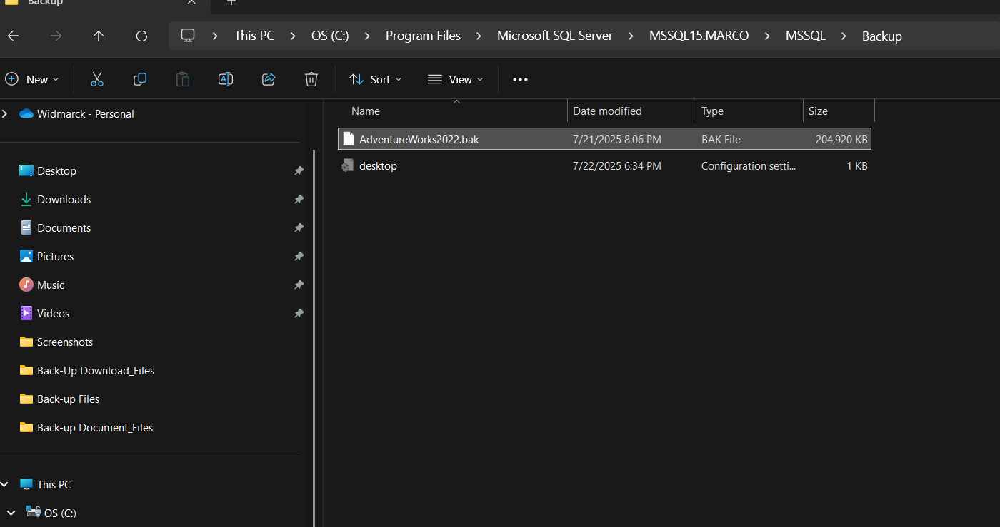 Backup
This PC > OS (C:) > Program Files > Microsoft SQL Server > MSSQL15.MARCO > MSSQL > Backup
New Sort View
Widmarck - Personal
Desktop
Downloads
Documents
Pictures
Music
Videos
Screenshots
Back-Up Download_Files
Back-up Files
Back-up Document_Files
This PC
OS (C:)
Name Date modified Type Size
AdventureWorks2022.bak 7/21/2025 8:06 PM BAK File 204,920 KB
desktop 7/22/2025 6:34 PM Configuration setti... 1 KB